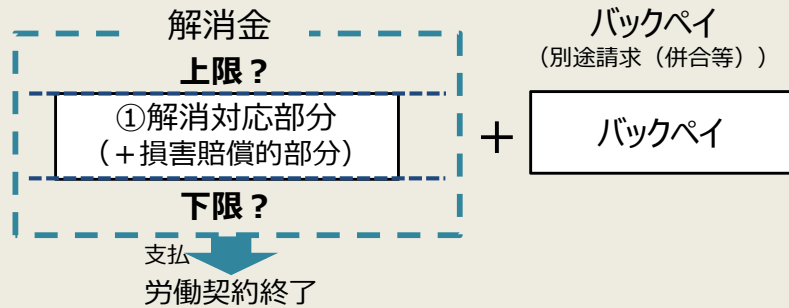 解消金
上限？
①解消対応部分
（＋損害賠償的部分）
下限？
支払
労働契約終了
＋
バックペイ
（別途請求（併合等））
バックペイ